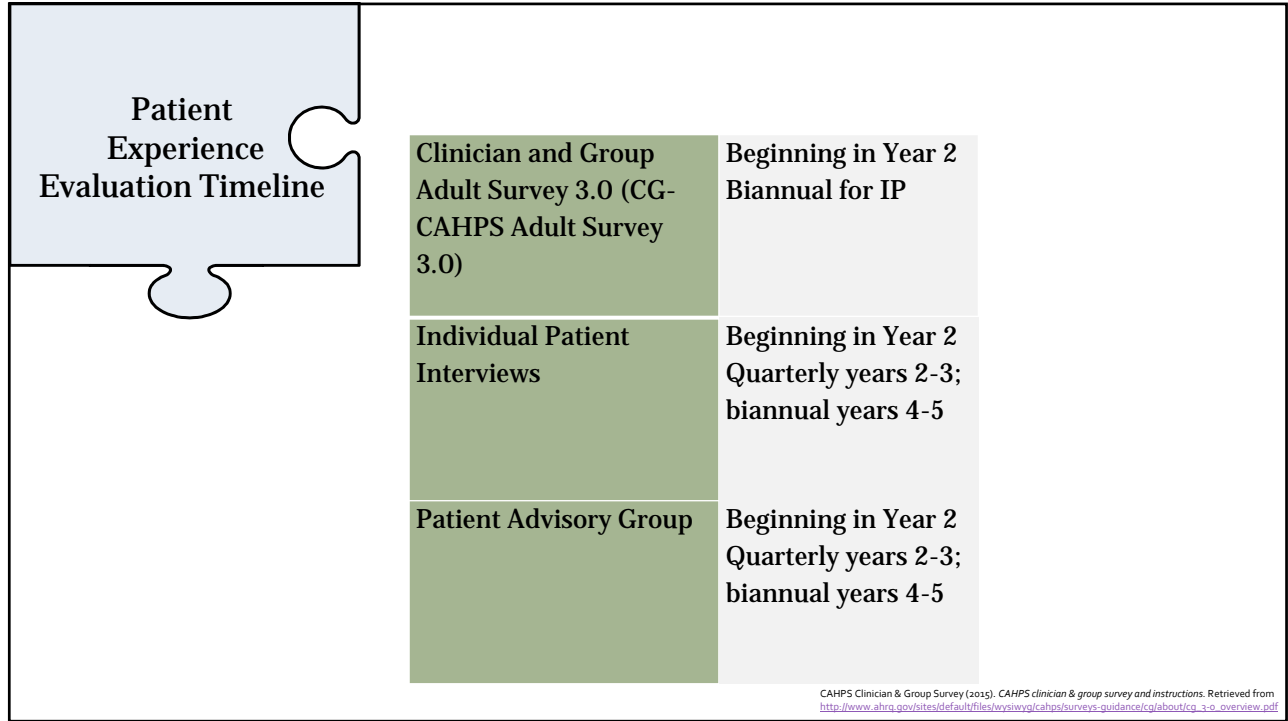 Patient
Experience
Evaluation Timeline
Clinician and Group
Adult Survey 3.0 (CG-
CAHPS Adult Survey
3.0)
Beginning in Year 2
Biannual for IP
Individual Patient
Interviews
Beginning in Year 2
Quarterly years 2-3;
biannual years 4-5
Patient Advisory Group
Beginning in Year 2
Quarterly years 2-3;
biannual years 4-5
CAHPS Clinician & Group Survey (2015). CAHPS clinician & group survey and instructions. Retrieved from
http://www.ahrq.gov/sites/default/files/wysiwyg/cahps/surveys-guidance/cg/about/cg_3-0_overview.pdf